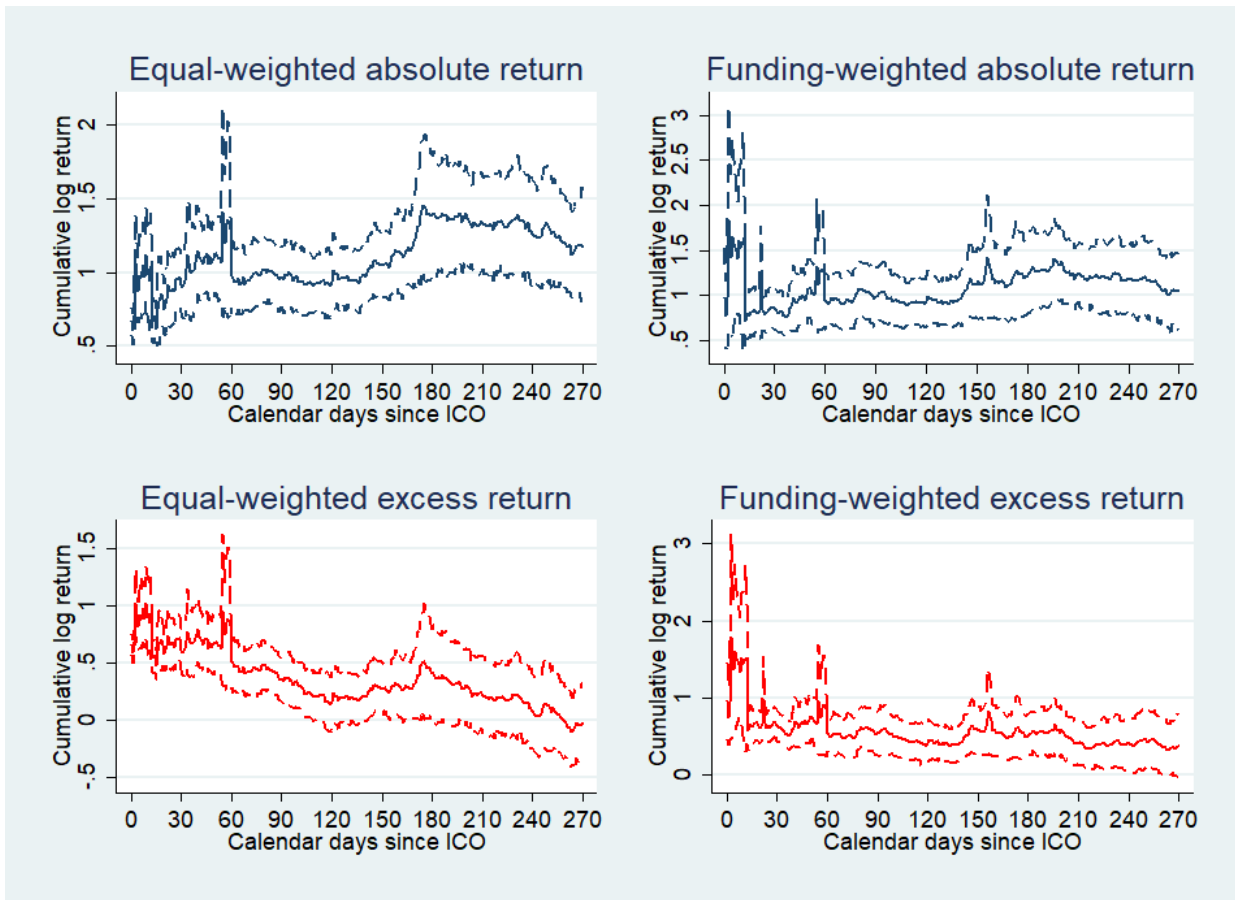 Equal-weighted absolute return
Cumulative log return
2
1.5
1
.5
0 30 60 90 120 150 180 210 240 270
Calendar days since ICO
Funding-weighted absolute return
Cumulative log return
3
2.5
2
1.5
1
.5
0 30 60 90 120 150 180 210 240 270
Calendar days since ICO
Equal-weighted excess return
Cumulative log return
1.5
1
.5
0
-.5
0 30 60 90 120 150 180 210 240 270
Calendar days since ICO
Funding-weighted excess return
Cumulative log return
3
2
1
0
0 30 60 90 120 150 180 210 240 270
Calendar days since ICO